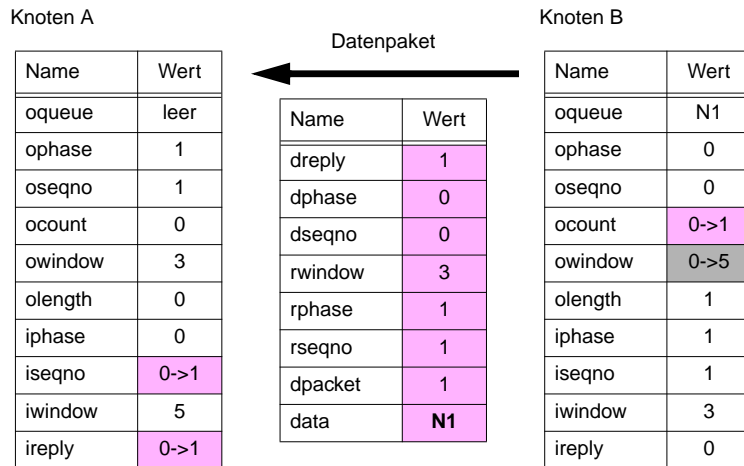 Knoten A
Name Wert
oqueue leer
ophase 1
oseqno 1
ocount 0
owindow 3
olength 0
iphase 0
iseqno 0->1
iwindow 5
ireply 0->1
Datenpaket
Name Wert
dreply 1
dphase 0
dseqno 0
rwindow 3
rphase 1
rseqno 1
dpacket 1
data N1
Knoten B
Name Wert
oqueue N1
ophase 0
oseqno 0
ocount 0->1
owindow 0->5
olength 1
iphase 1
iseqno 1
iwindow 3
ireply 0